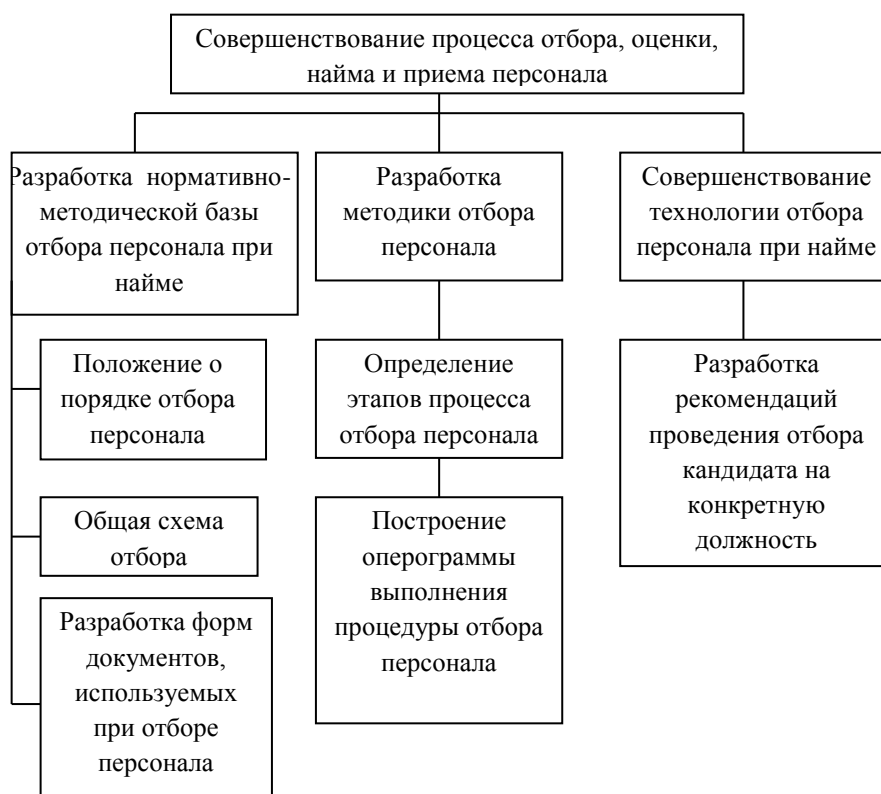 Совершенствование процесса отбора, оценки,
найма и приема персонала
Разработка нормативно-
методической базы
отбора персонала при
найме
Разработка
методики отбора
персонала
Совершенствование
технологии отбора
персонала при найме
Положение о
порядке отбора
персонала
Определение
этапов процесса
отбора персонала
Разработка
рекомендаций
проведения отбора
кандидата на
конкретную
должность
Общая схема
отбора
Построение
оперограммы
выполнения
процедуры отбора
персонала
Разработка форм
документов,
используемых
при отборе
персонала